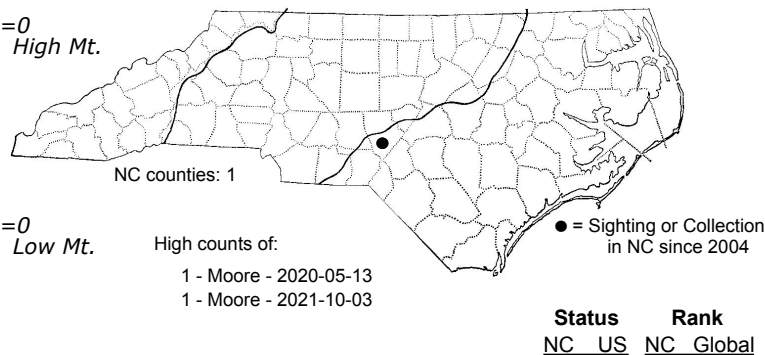 =0
High Mt.
NC counties: 1
=0
Low Mt.
High counts of:
1 - Moore - 2020-05-13
1 - Moore - 2021-10-03
● = Sighting or Collection
in NC since 2004
Status Rank
NC US NC Global